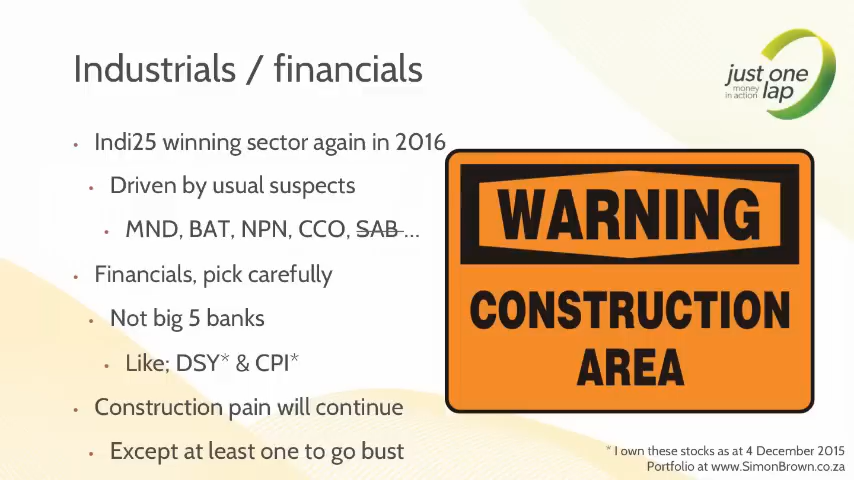 Industrials / financials
just one
money
in action lap
• Indi25 winning sector again in 2016
• Driven by usual suspects
• MND, BAT, NPN, CCO, SAB ...
• Financials, pick carefully
• Not big 5 banks
• Like; DSY* & CPI*
• Construction pain will continue
• Except at least one to go bust
WARNING
CONSTRUCTION
AREA
* I own these stocks as at 4 December 2015
Portfolio at www.SimonBrown.co.za